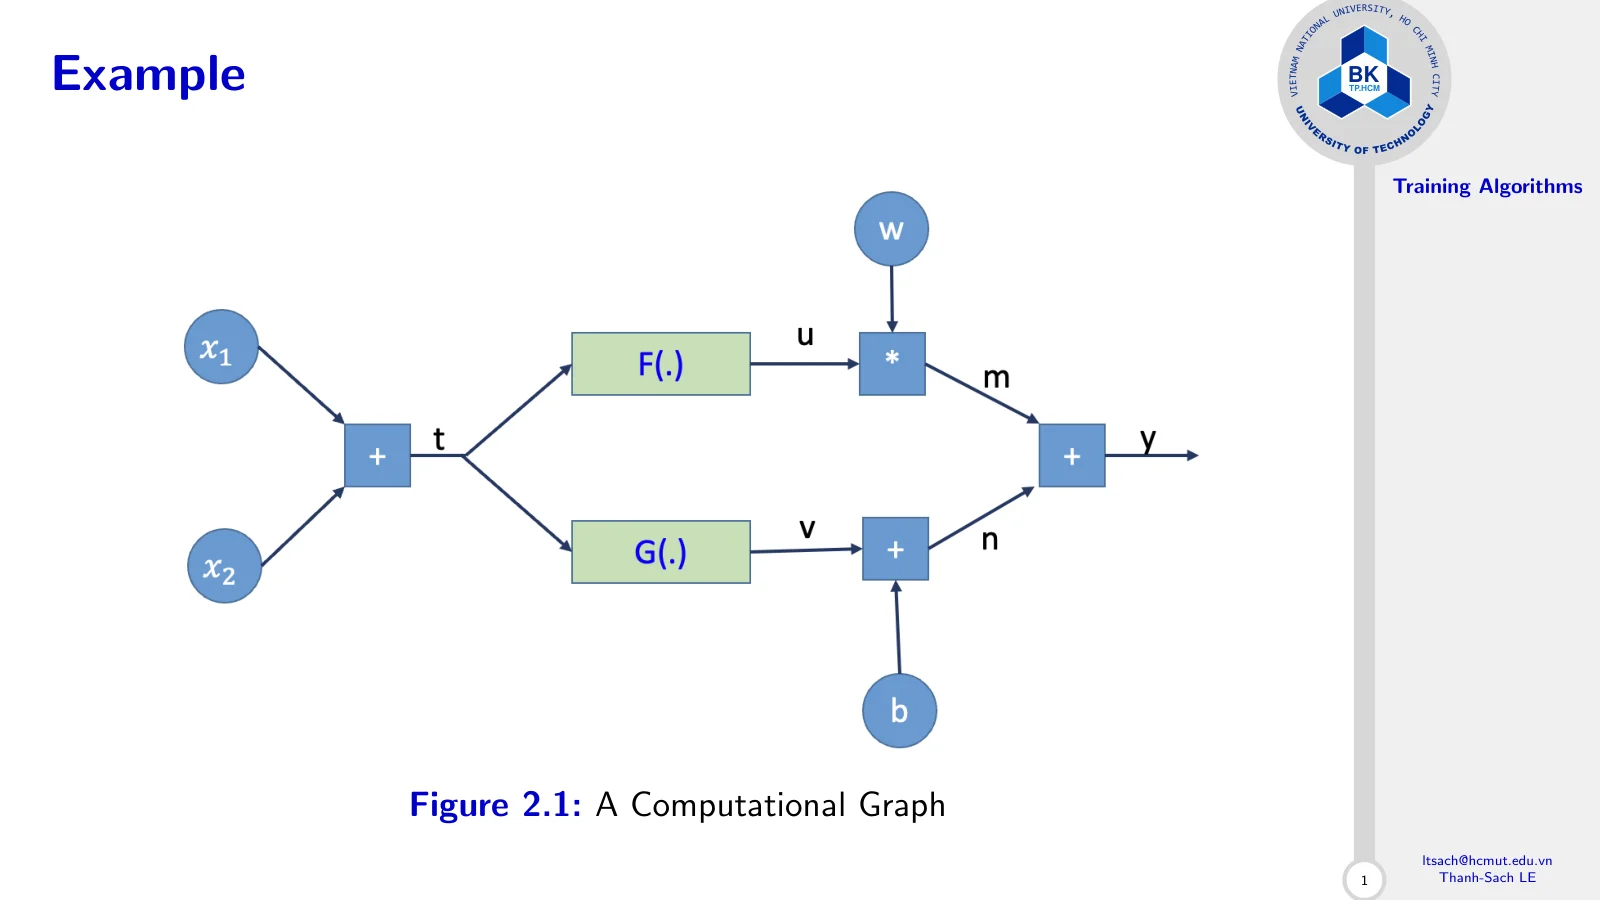 Example
VIETNAM NATIONAL UNIVERSITY, HO CHI MINH CITY
BK
TP.HCM
UNIVERSITY OF TECHNOLOGY
Training Algorithms
w
x₁
F(.)
u
*
m
+
t
+
y
x₂
G(.)
v
+
n
b
Figure 2.1: A Computational Graph
ltsach@hcmut.edu.vn
Thanh-Sach LE
1